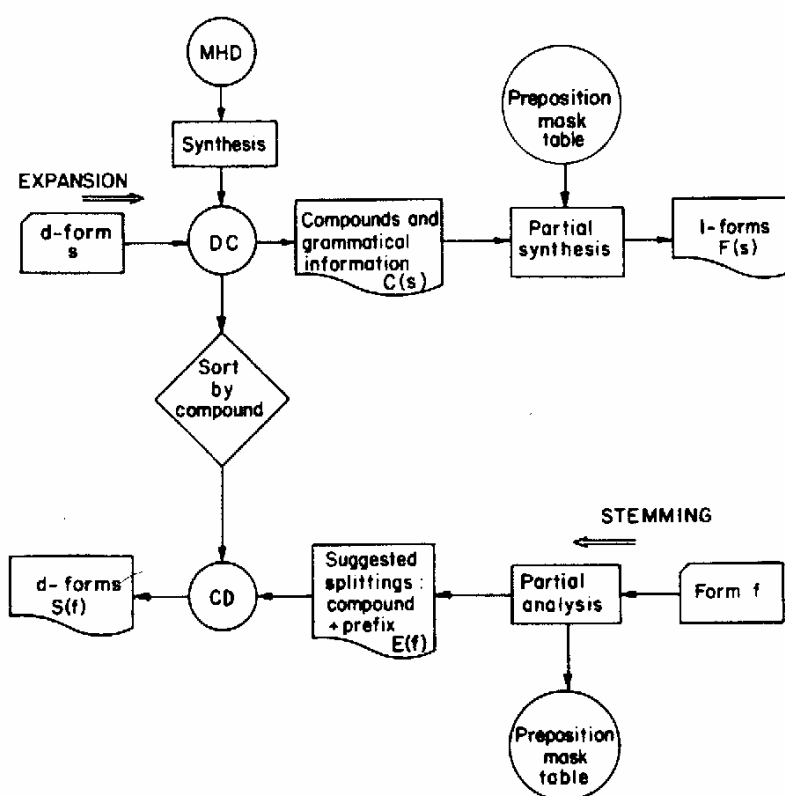 MHD
Synthesis
Preposition
mask
table
EXPANSION
d-form
s
DC
Compounds and
grammatical
information
C(s)
Partial
synthesis
l-forms
F(s)
Sort
by
compound
STEMMING
d-forms
S(f)
CD
Suggested
splittings:
compound
+ prefix
E(f)
Partial
analysis
Form f
Preposition
mask
table